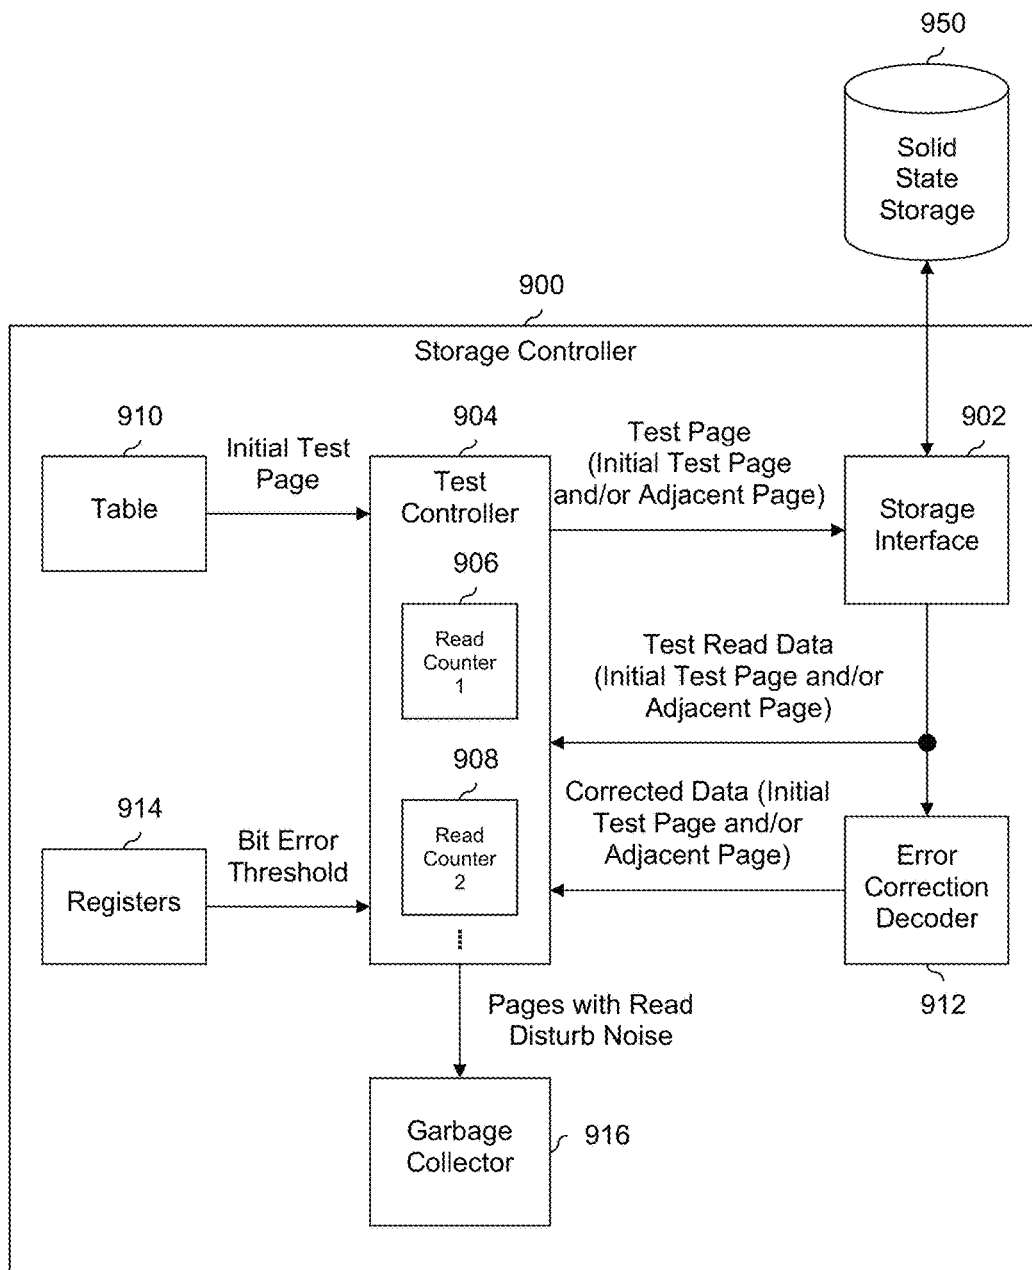 950
Solid
State
Storage
900
Storage Controller
910
Table
Initial Test
Page
904
Test
Controller
Test Page
(Initial Test Page
and/or Adjacent Page)
902
Storage
Interface
906
Read
Counter
1
Test Read Data
(Initial Test Page and/or
Adjacent Page)
908
Read
Counter
2
Corrected Data (Initial
Test Page and/or
Adjacent Page)
914
Registers
Bit Error
Threshold
Error
Correction
Decoder
912
Pages with Read
Disturb Noise
Garbage
Collector
916